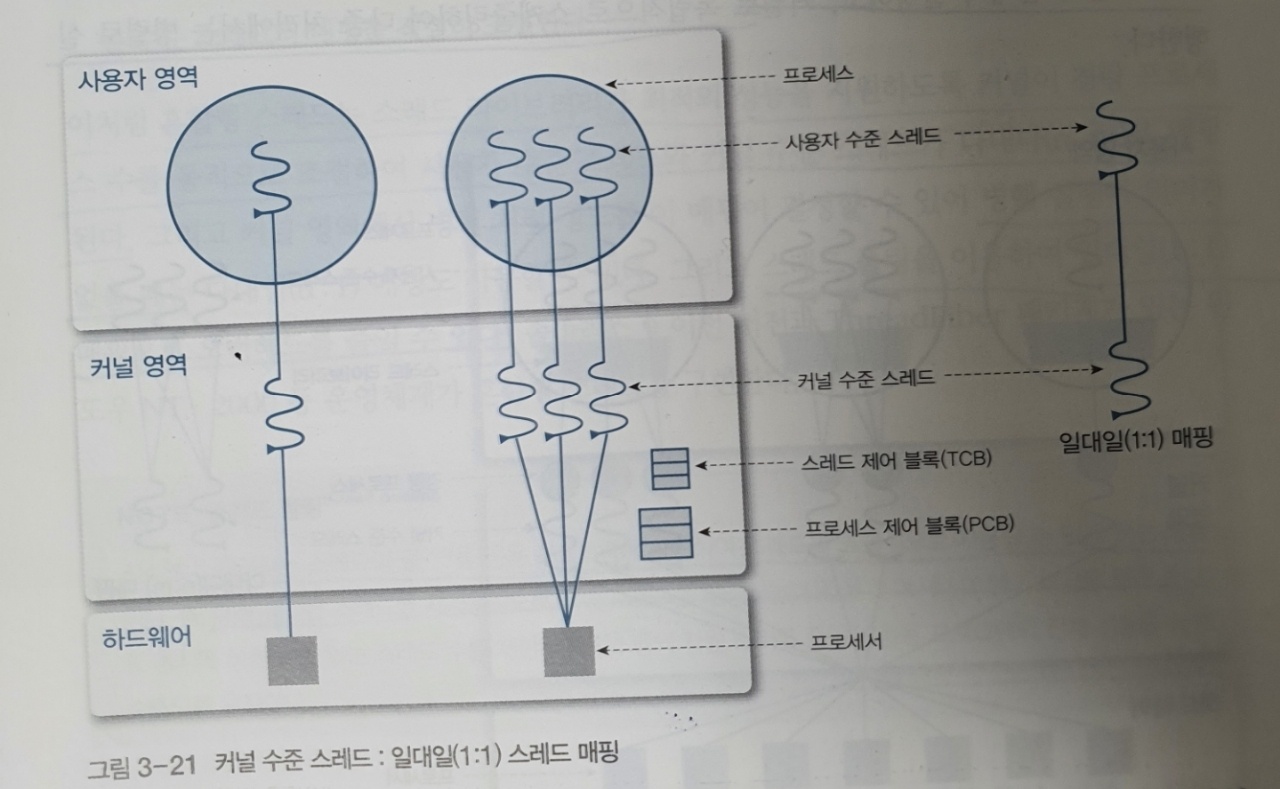 사용자 영역
프로세스
사용자 수준 스레드
커널 영역
커널 수준 스레드
일대일(1:1) 매핑
스레드 제어 블록(TCB)
프로세스 제어 블록(PCB)
하드웨어
프로세서
그림 3-21 커널 수준 스레드 : 일대일(1:1) 스레드 매핑